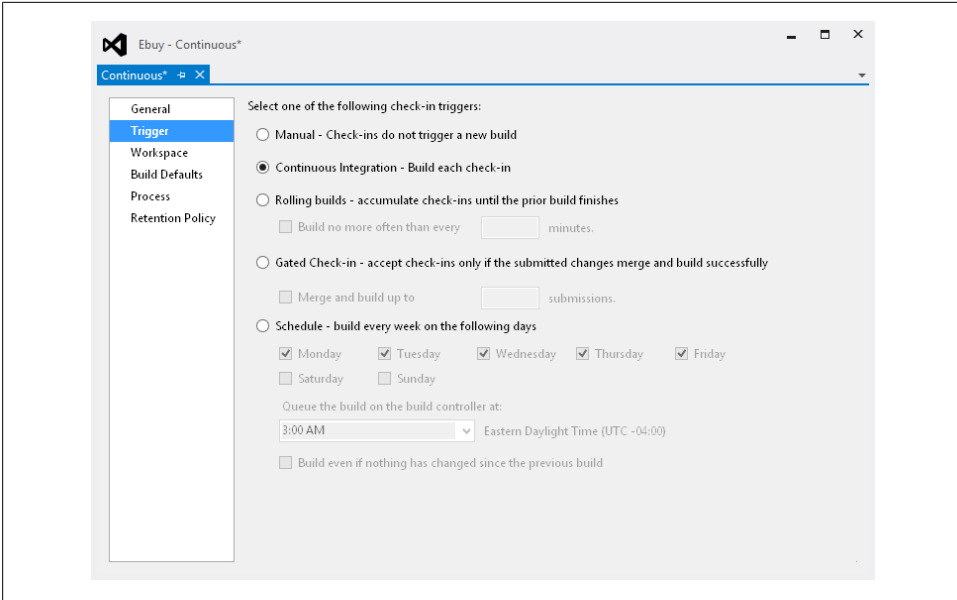 Ebuy - Continuous*
Continuous*
General
Trigger
Workspace
Build Defaults
Process
Retention Policy
Select one of the following check-in triggers:
Manual - Check-ins do not trigger a new build
Continuous Integration - Build each check-in
Rolling builds - accumulate check-ins until the prior build finishes
Build no more often than every minutes.
Gated Check-in - accept check-ins only if the submitted changes merge and build successfully
Merge and build up to submissions.
Schedule - build every week on the following days
Monday Tuesday Wednesday Thursday Friday
Saturday Sunday
Queue the build on the build controller at:
3:00 AM Eastern Daylight Time (UTC -04:00)
Build even if nothing has changed since the previous build